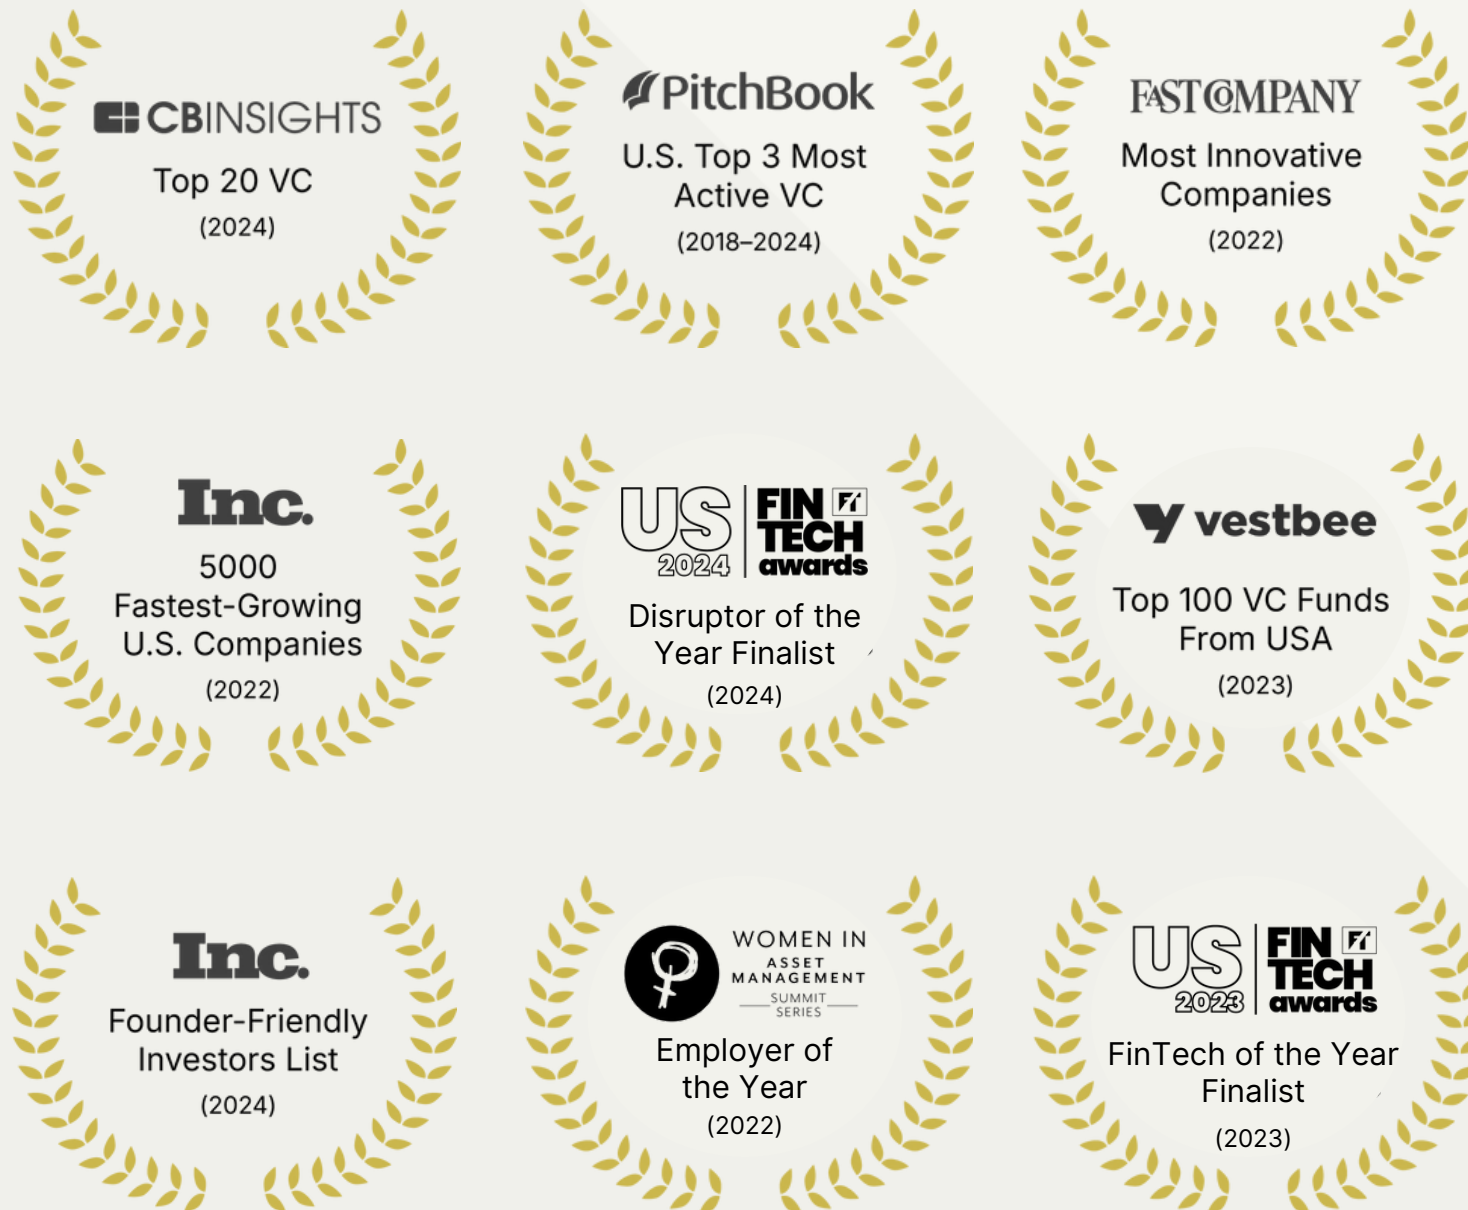 CBINSIGHTS
Top 20 VC
(2024)
PitchBook
U.S. Top 3 Most
Active VC
(2018–2024)
FAST COMPANY
Most Innovative
Companies
(2022)
Inc.
5000
Fastest-Growing
U.S. Companies
(2022)
US
2024
FIN
TECH
awards
Disruptor of the
Year Finalist
(2024)
vestbee
Top 100 VC Funds
From USA
(2023)
Inc.
Founder-Friendly
Investors List
(2024)
WOMEN IN
ASSET
MANAGEMENT
SUMMIT
SERIES
Employer of
the Year
(2022)
US
2023
FIN
TECH
awards
FinTech of the Year
Finalist
(2023)